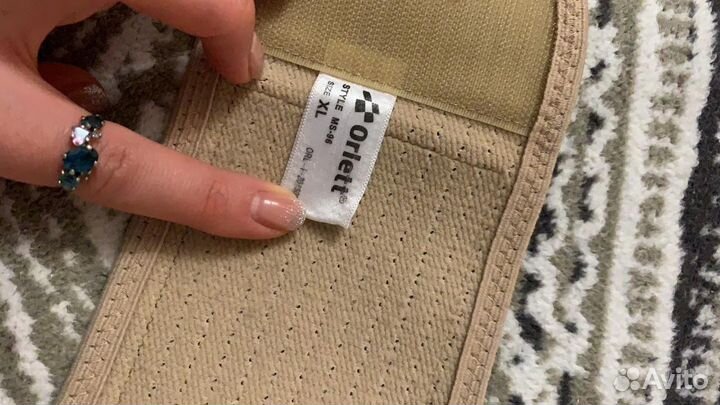 Orlett®
STYLE MS-96
SIZE XL
Avito